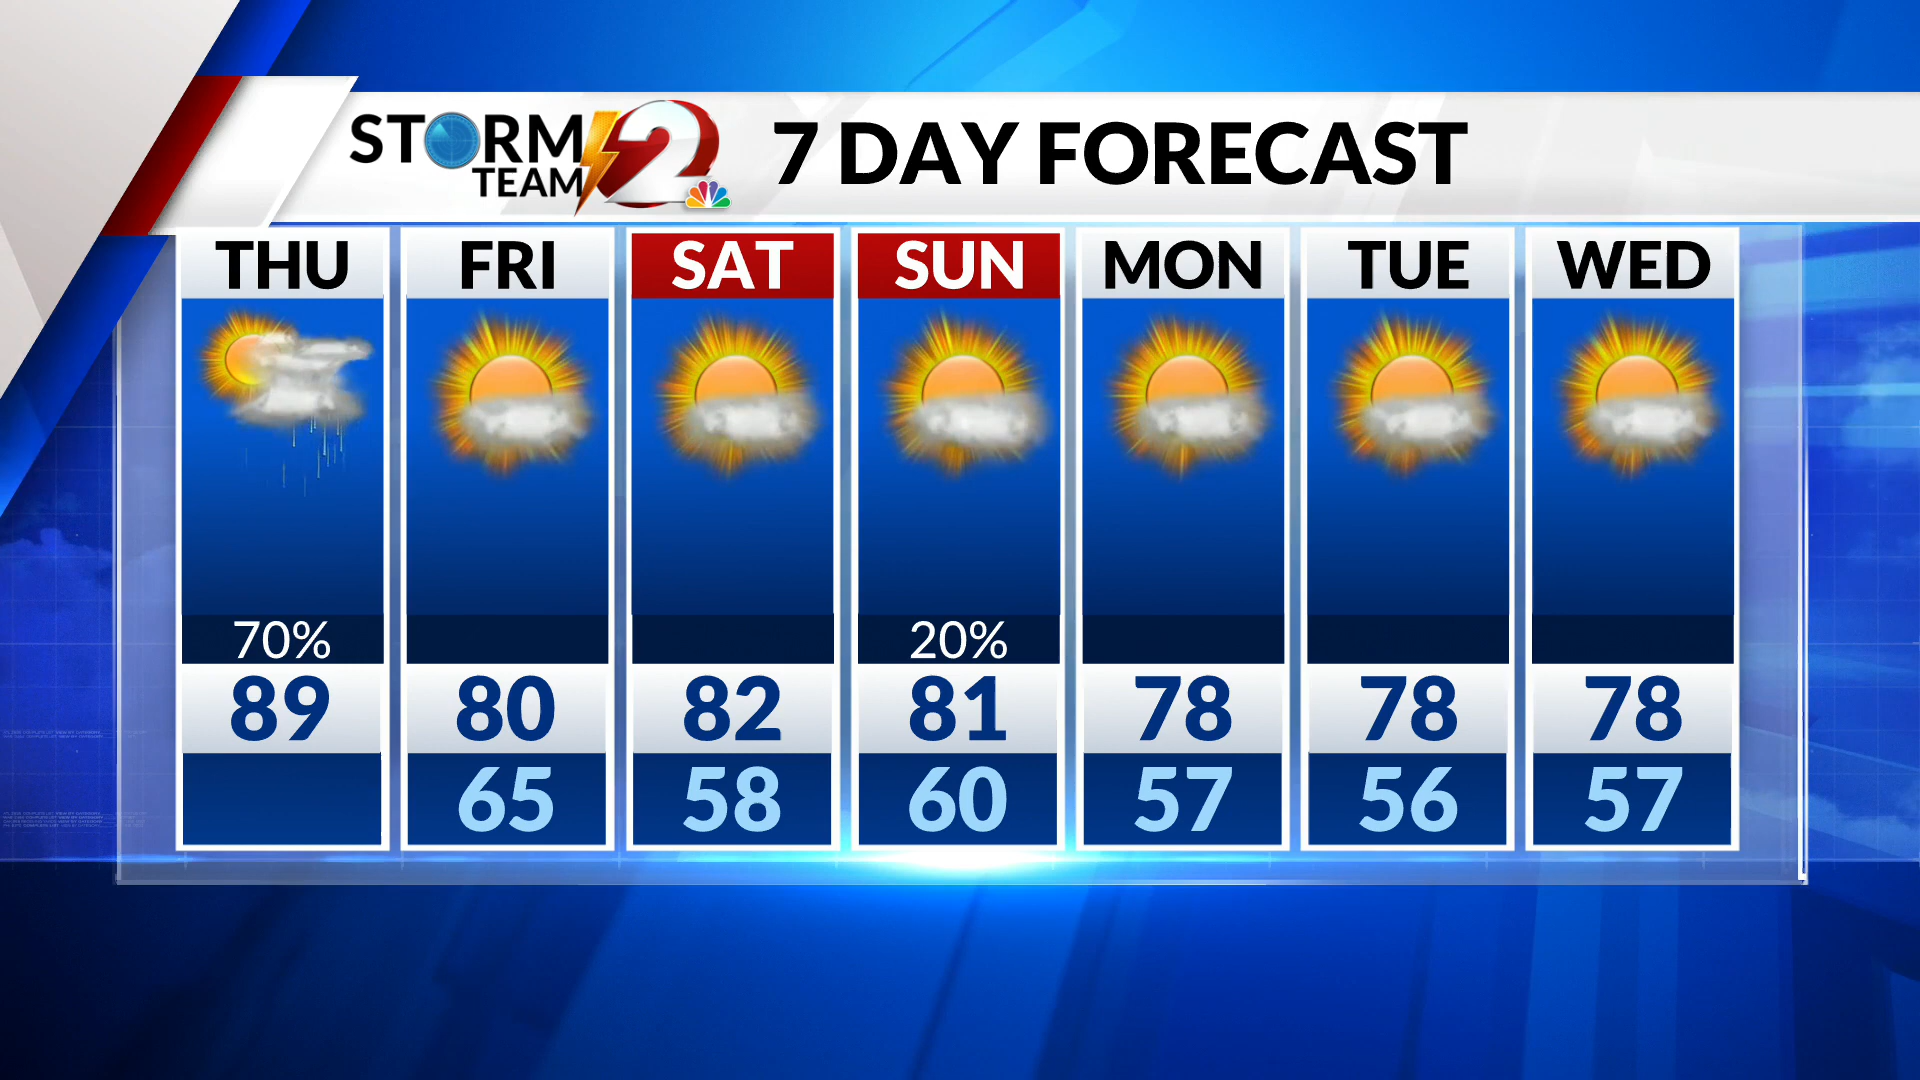 STORM
TEAM
2
7 DAY FORECAST
THU FRI SAT SUN MON TUE WED
70% 20%
89 80 82 81 78 78 78
65 58 60 57 56 57